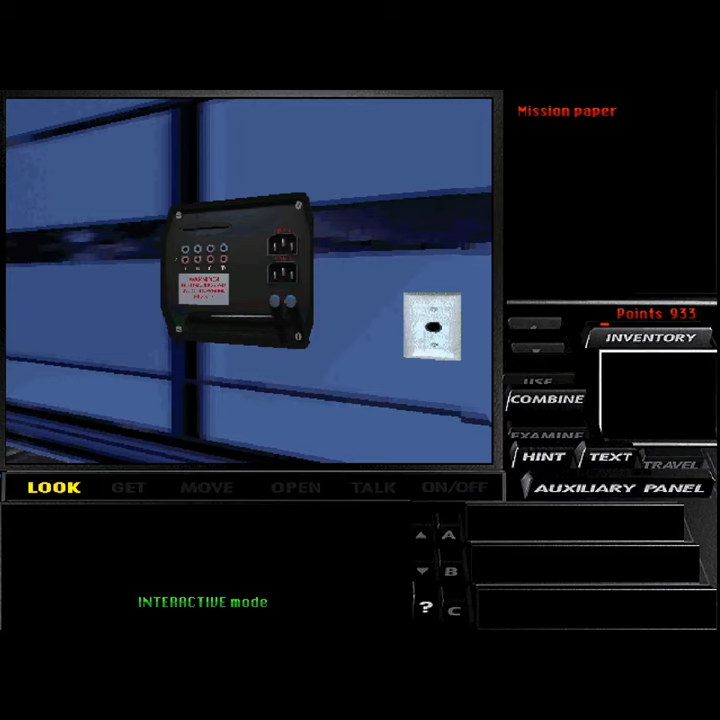 Mission paper
Points 933
INVENTORY
USE
COMBINE
EXAMINE
HINT
TEXT
TRAVEL
LOOK
GET
MOVE
OPEN
TALK
ON/OFF
AUXILIARY PANEL
A
B
INTERACTIVE mode
?
C